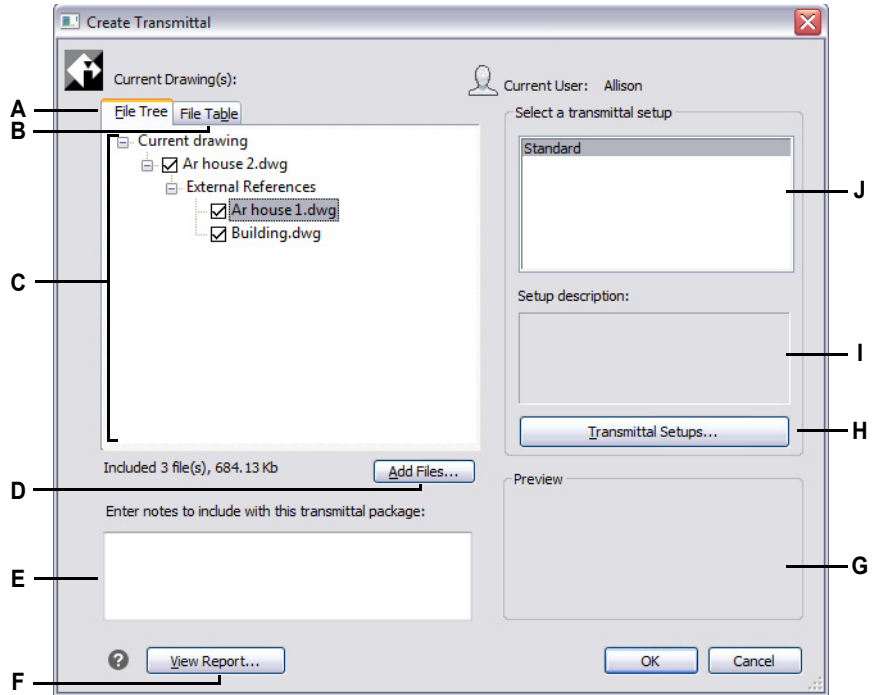 Create Transmittal
Current Drawing(s):
Current User: Allison
A
File Tree
File Table
B
Select a transmittal setup
Current drawing
Ar house 2.dwg
External References
Ar house 1.dwg
Building.dwg
C
Standard
J
Setup description:
I
Transmittal Setups...
H
Included 3 file(s), 684.13 Kb
Add Files...
D
Preview
Enter notes to include with this transmittal package:
E
G
? View Report...
OK
Cancel
F